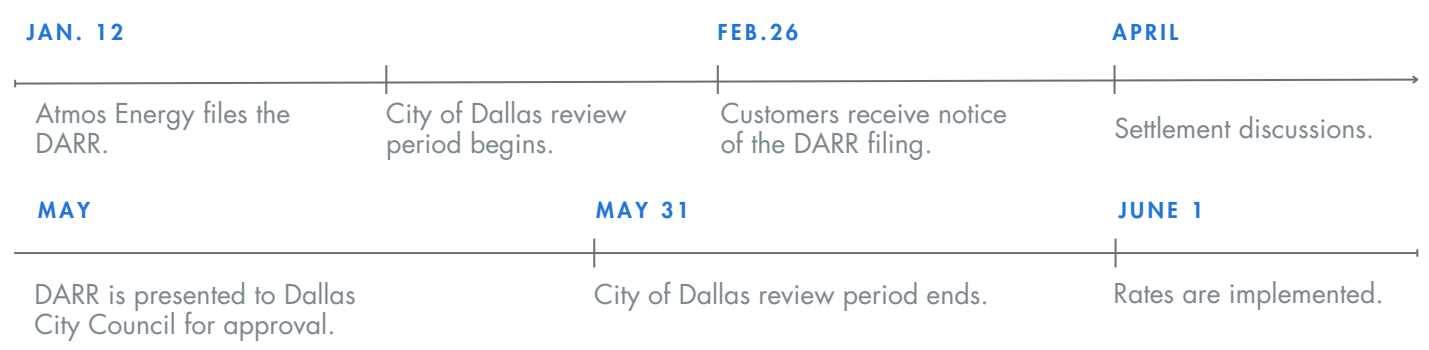 JAN. 12
FEB.26
APRIL
Atmos Energy files the
DARR.
City of Dallas review
period begins.
Customers receive notice
of the DARR filing.
Settlement discussions.
MAY
MAY 31
JUNE 1
DARR is presented to Dallas
City Council for approval.
City of Dallas review period ends.
Rates are implemented.